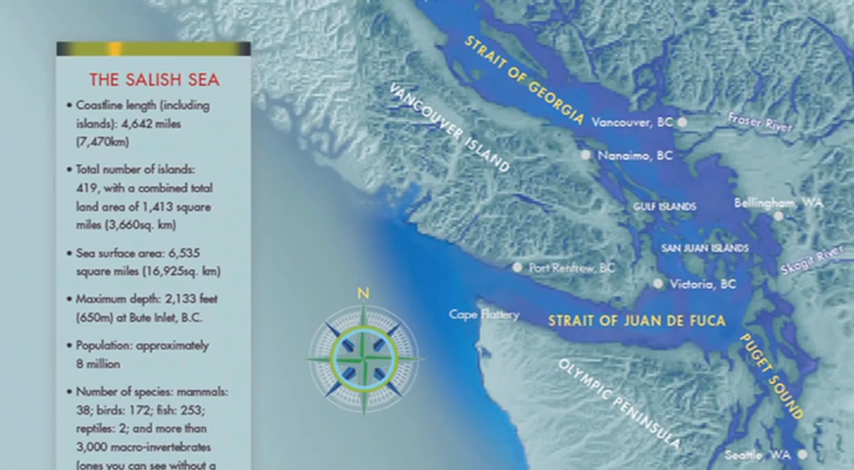 THE SALISH SEA
• Coastline length (including
islands): 4,642 miles
(7,470km)
• Total number of islands:
419, with a combined total
land area of 1,413 square
miles (3,660sq. km)
• Sea surface area: 6,535
square miles (16,925sq. km)
• Maximum depth: 2,133 feet
(650m) at Bute Inlet, B.C.
• Population: approximately
8 million
• Number of species: mammals:
38; birds: 172; fish: 253;
reptiles: 2; and more than
3,000 macro-invertebrates
(ones you can see without a
STRAIT OF GEORGIA
VANCOUVER ISLAND
Vancouver, BC
Fraser River
Nanaimo, BC
GULF ISLANDS
Bellingham, WA
SAN JUAN ISLANDS
Skagit River
Port Renfrew, BC
Victoria, BC
N
Cape Flattery
STRAIT OF JUAN DE FUCA
PUGET SOUND
OLYMPIC PENINSULA
Seattle, WA